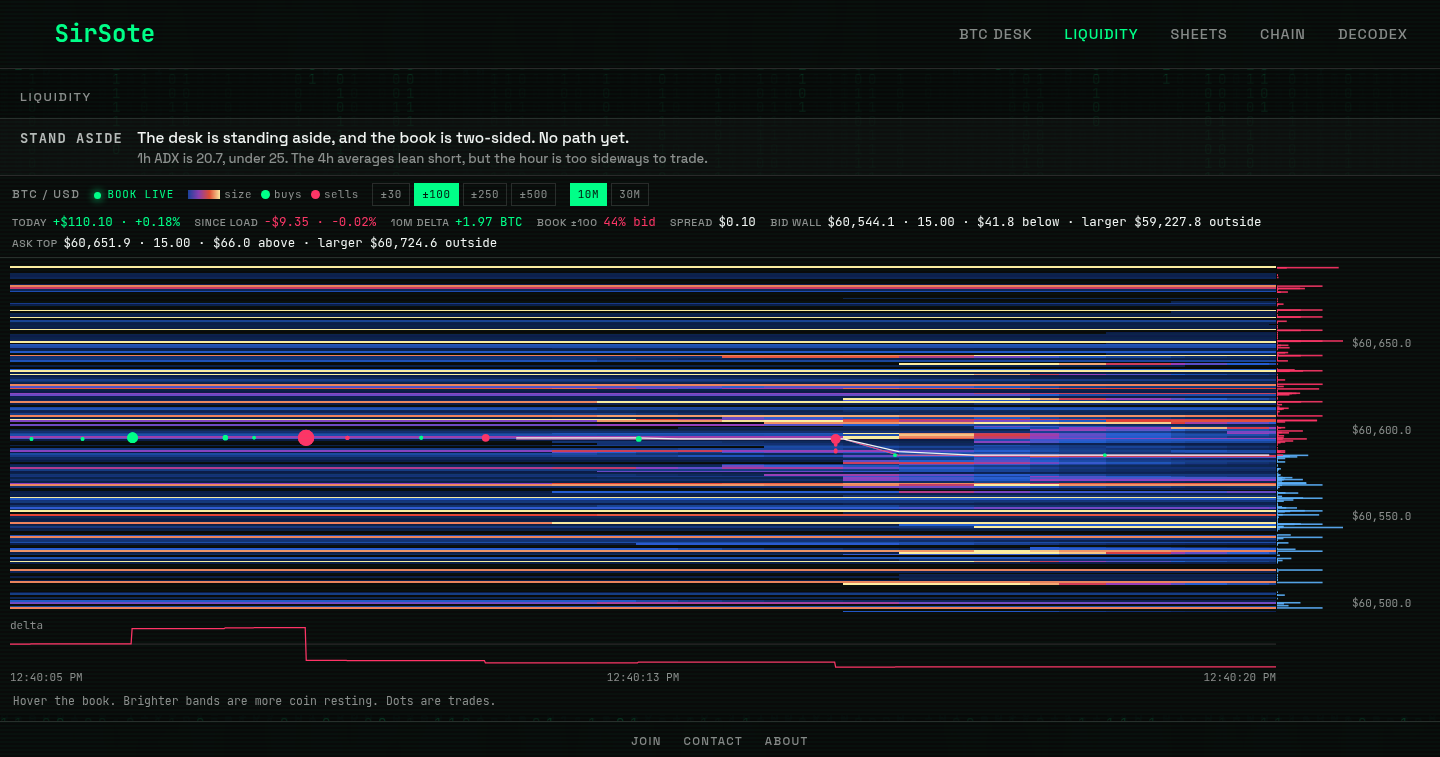 SirSote
BTC DESK LIQUIDITY SHEETS CHAIN DECODEX
LIQUIDITY
STAND ASIDE The desk is standing aside, and the book is two-sided. No path yet.
1h ADX is 20.7, under 25. The 4h averages lean short, but the hour is too sideways to trade.
BTC / USD BOOK LIVE size buys sells ±30 ±100 ±250 ±500 10M 30M
TODAY +$110.10 · +0.18% SINCE LOAD -$9.35 · -0.02% 10M DELTA +1.97 BTC BOOK ±100 44% bid SPREAD $0.10 BID WALL $60,544.1 · 15.00 · $41.8 below · larger $59,227.8 outside
ASK TOP $60,651.9 · 15.00 · $66.0 above · larger $60,724.6 outside
$60,650.0
$60,600.0
$60,550.0
$60,500.0
delta
12:40:05 PM 12:40:13 PM 12:40:20 PM
Hover the book. Brighter bands are more coin resting. Dots are trades.
JOIN CONTACT ABOUT